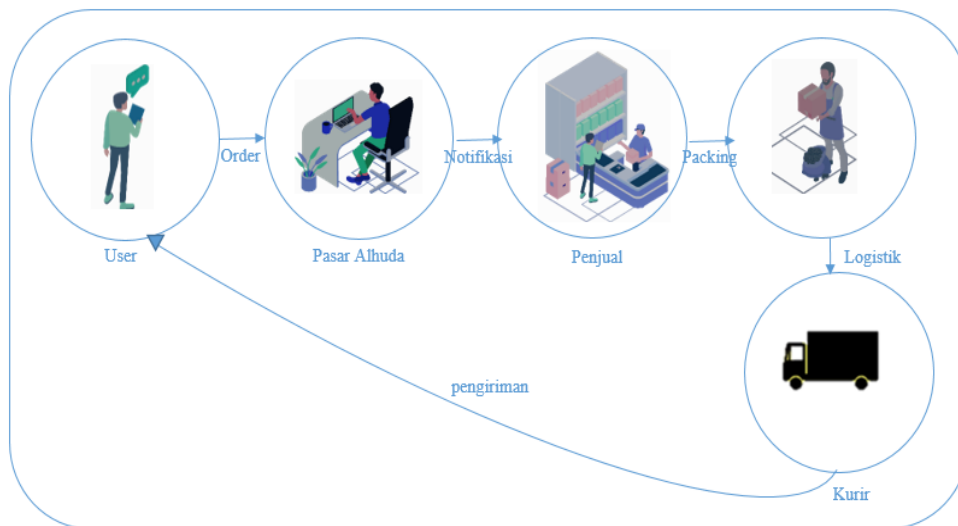 Order
Notifikasi
Packing
User
Pasar Alhuda
Penjual
Logistik
pengiriman
Kurir